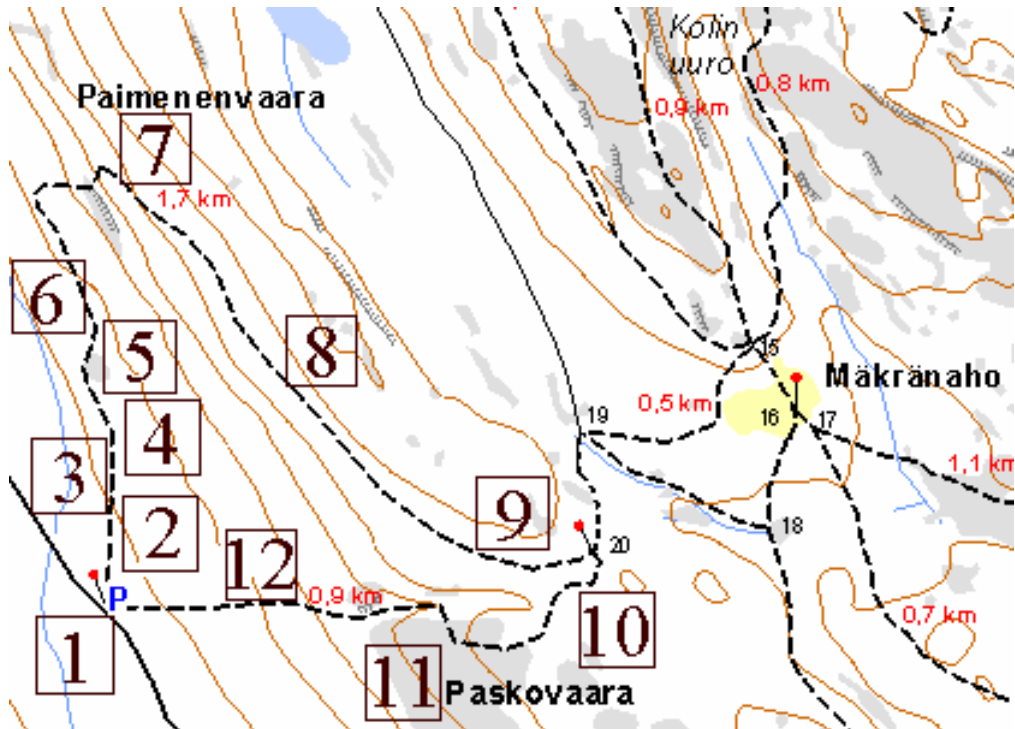 Kolin
uuro
0,8 km
Paimenenvaara
0,9 km
7
1,7 km
6
5
8
15
Mäkränaho
0,5 km
19
16
17
4
3
1,1 km
2
9
18
20
12
P
0,9 km
10
0,7 km
1
11
Paskovaara